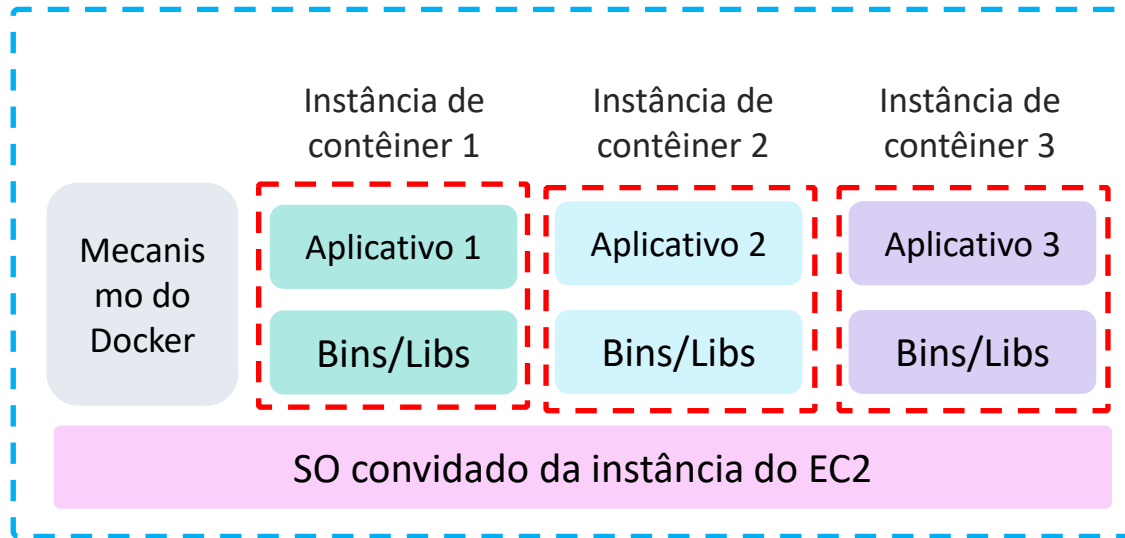 Instância de
contêiner 1
Instância de
contêiner 2
Instância de
contêiner 3
Mecanis
mo do
Docker
Aplicativo 1
Aplicativo 2
Aplicativo 3
Bins/Libs
Bins/Libs
Bins/Libs
SO convidado da instância do EC2